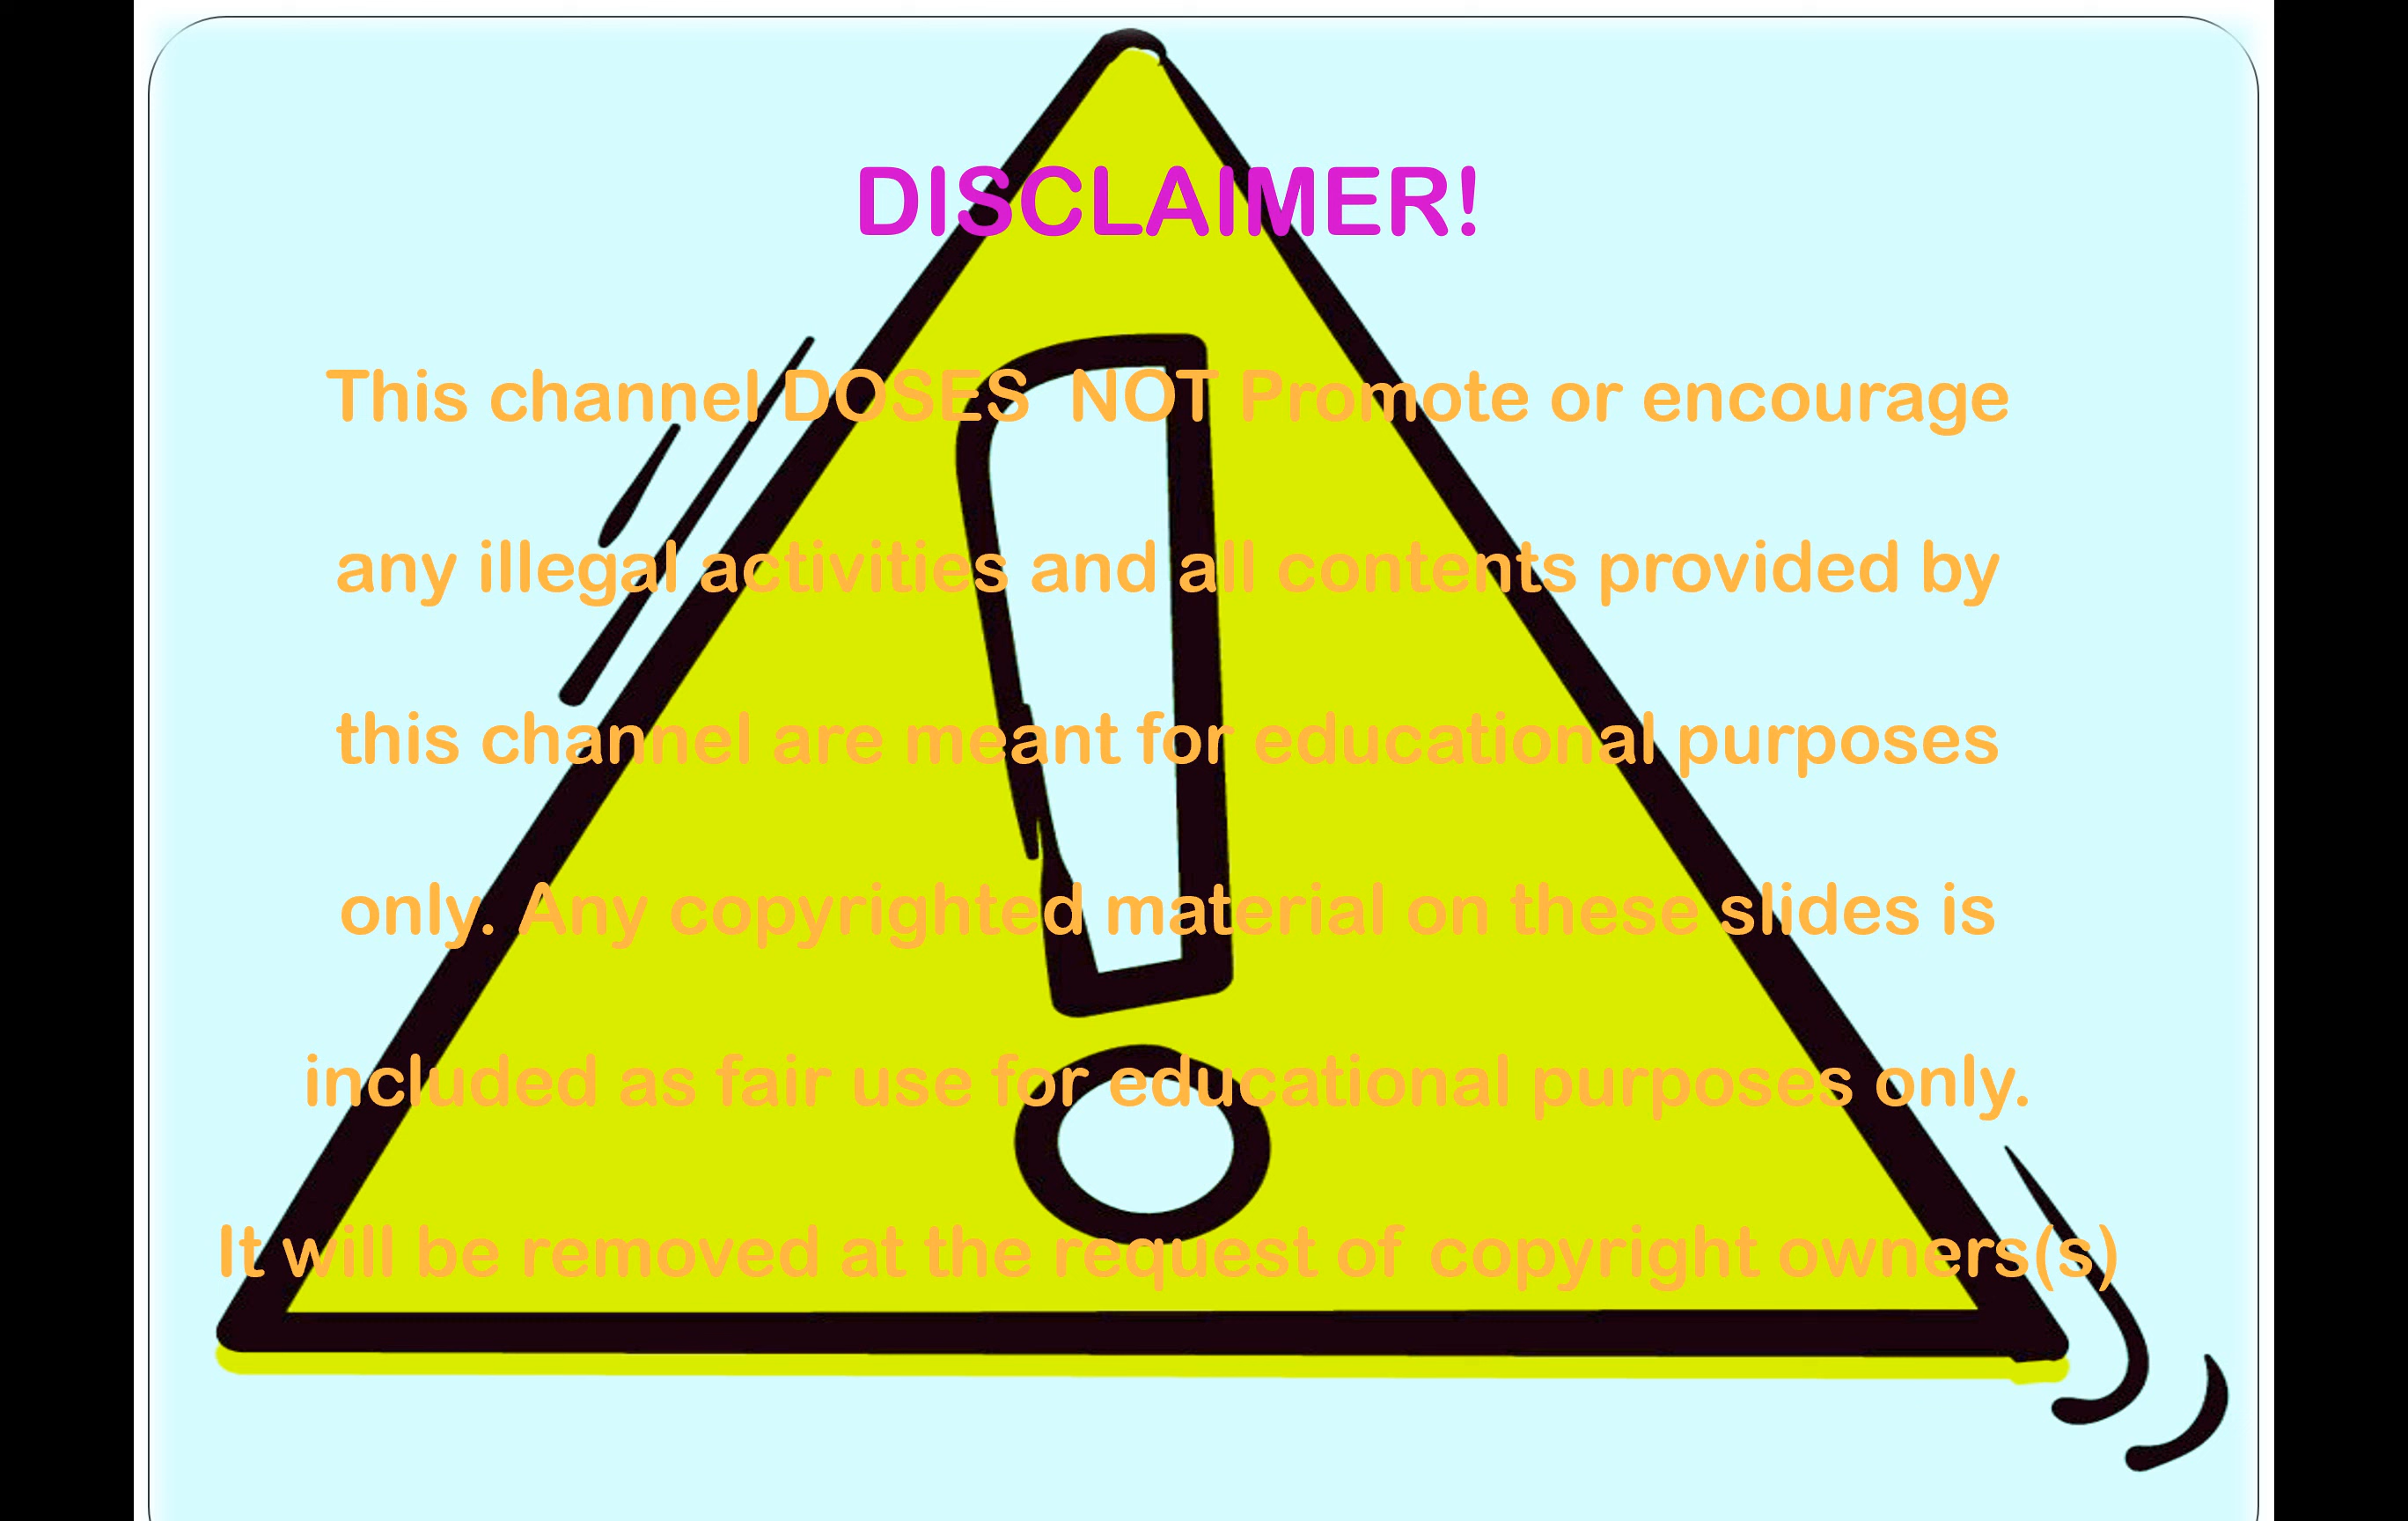 DISCLAIMER!
This channel DOSES NOT Promote or encourage
any illegal activities and all contents provided by
this channel are meant for educational purposes
only. Any copyrighted material on these slides is
included as fair use for educational purposes only.
It will be removed at the request of copyright owners(s)